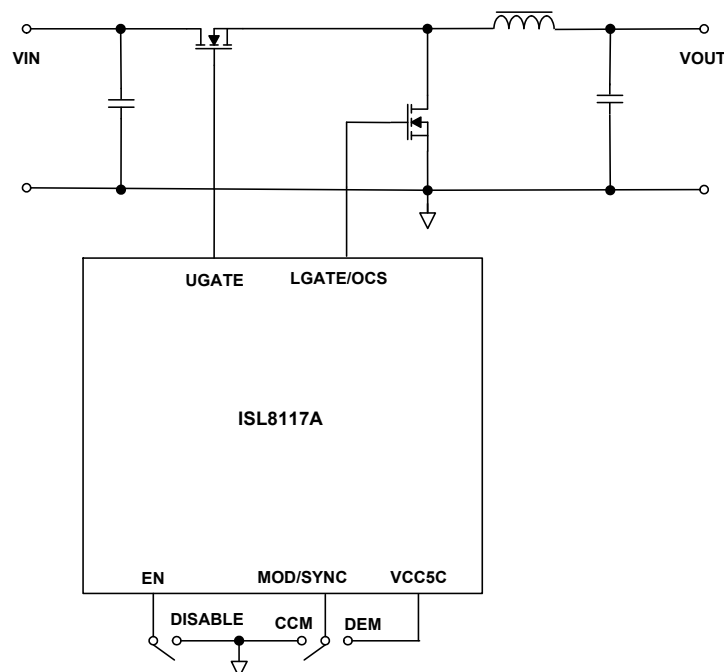 VIN
VOUT
UGATE
LGATE/OCS
ISL8117A
EN
MOD/SYNC
VCC5C
DISABLE
CCM
DEM